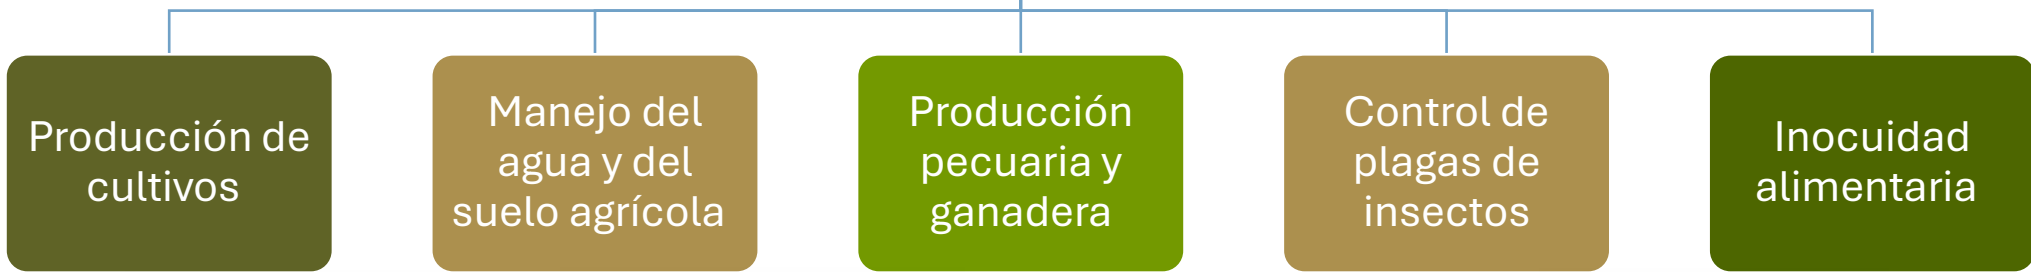 Producción de
cultivos
Manejo del
agua y del
suelo agrícola
Producción
pecuaria y
ganadera
Control de
plagas de
insectos
Inocuidad
alimentaria